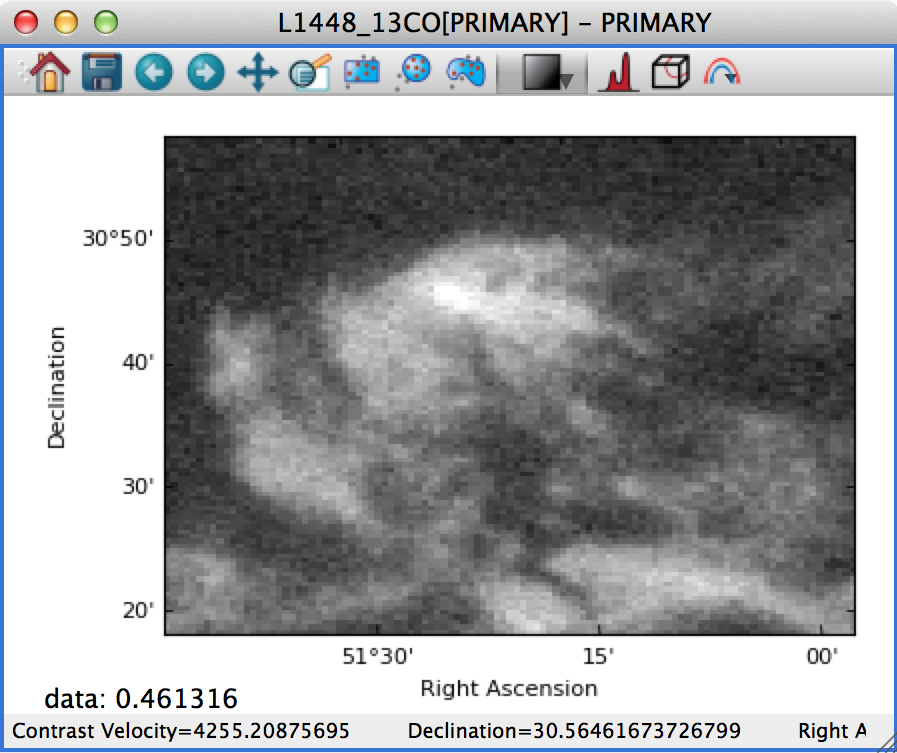 L1448_13CO[PRIMARY] – PRIMARY
30°50'
40'
30'
20'
Declination
51°30' 15' 00'
Right Ascension
data: 0.461316
Contrast Velocity=4255.20875695 Declination=30.56461673726799 Right A